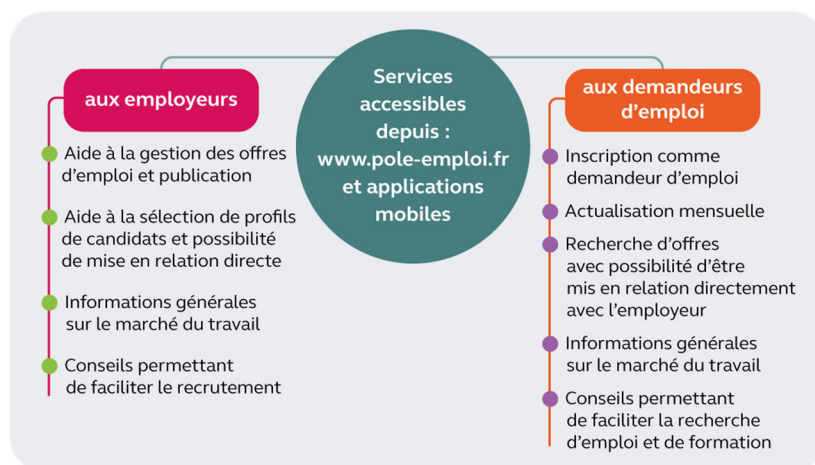 Services
accessibles
depuis :
www.pole-emploi.fr
et applications
mobiles
aux employeurs
Aide à la gestion des offres
d’emploi et publication
Aide à la sélection de profils
de candidats et possibilité
de mise en relation directe
Informations générales
sur le marché du travail
Conseils permettant
de faciliter le recrutement
aux demandeurs
d’emploi
Inscription comme
demandeur d’emploi
Actualisation mensuelle
Recherche d’offres
avec possibilité d’être
mis en relation directement
avec l’employeur
Informations générales
sur le marché du travail
Conseils permettant
de faciliter la recherche
d’emploi et de formation